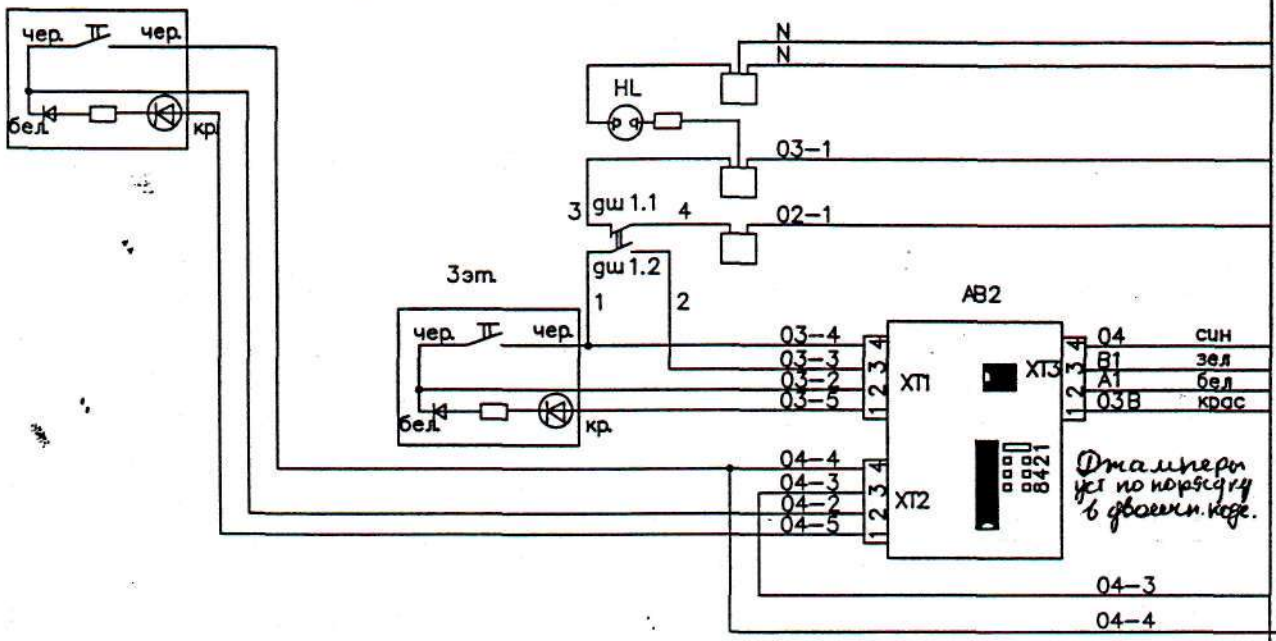 чер. чер.
бел. кр.
N
N
HL
03-1
3 дш 1.1 4
02-1
дш 1.2
1 2
3эт.
чер. чер.
бел. кр.
AB2
03-4 4
03-3 3
03-2 2
03-5 1
XT1
XT3
4 04 син
3 B1 зел
2 A1 бел
1 03B крас
04-4 4
04-3 3
04-2 2
04-5 1
XT2
8421
Джамперы
уст по порядку
в двоичн. коде.
04-3
04-4